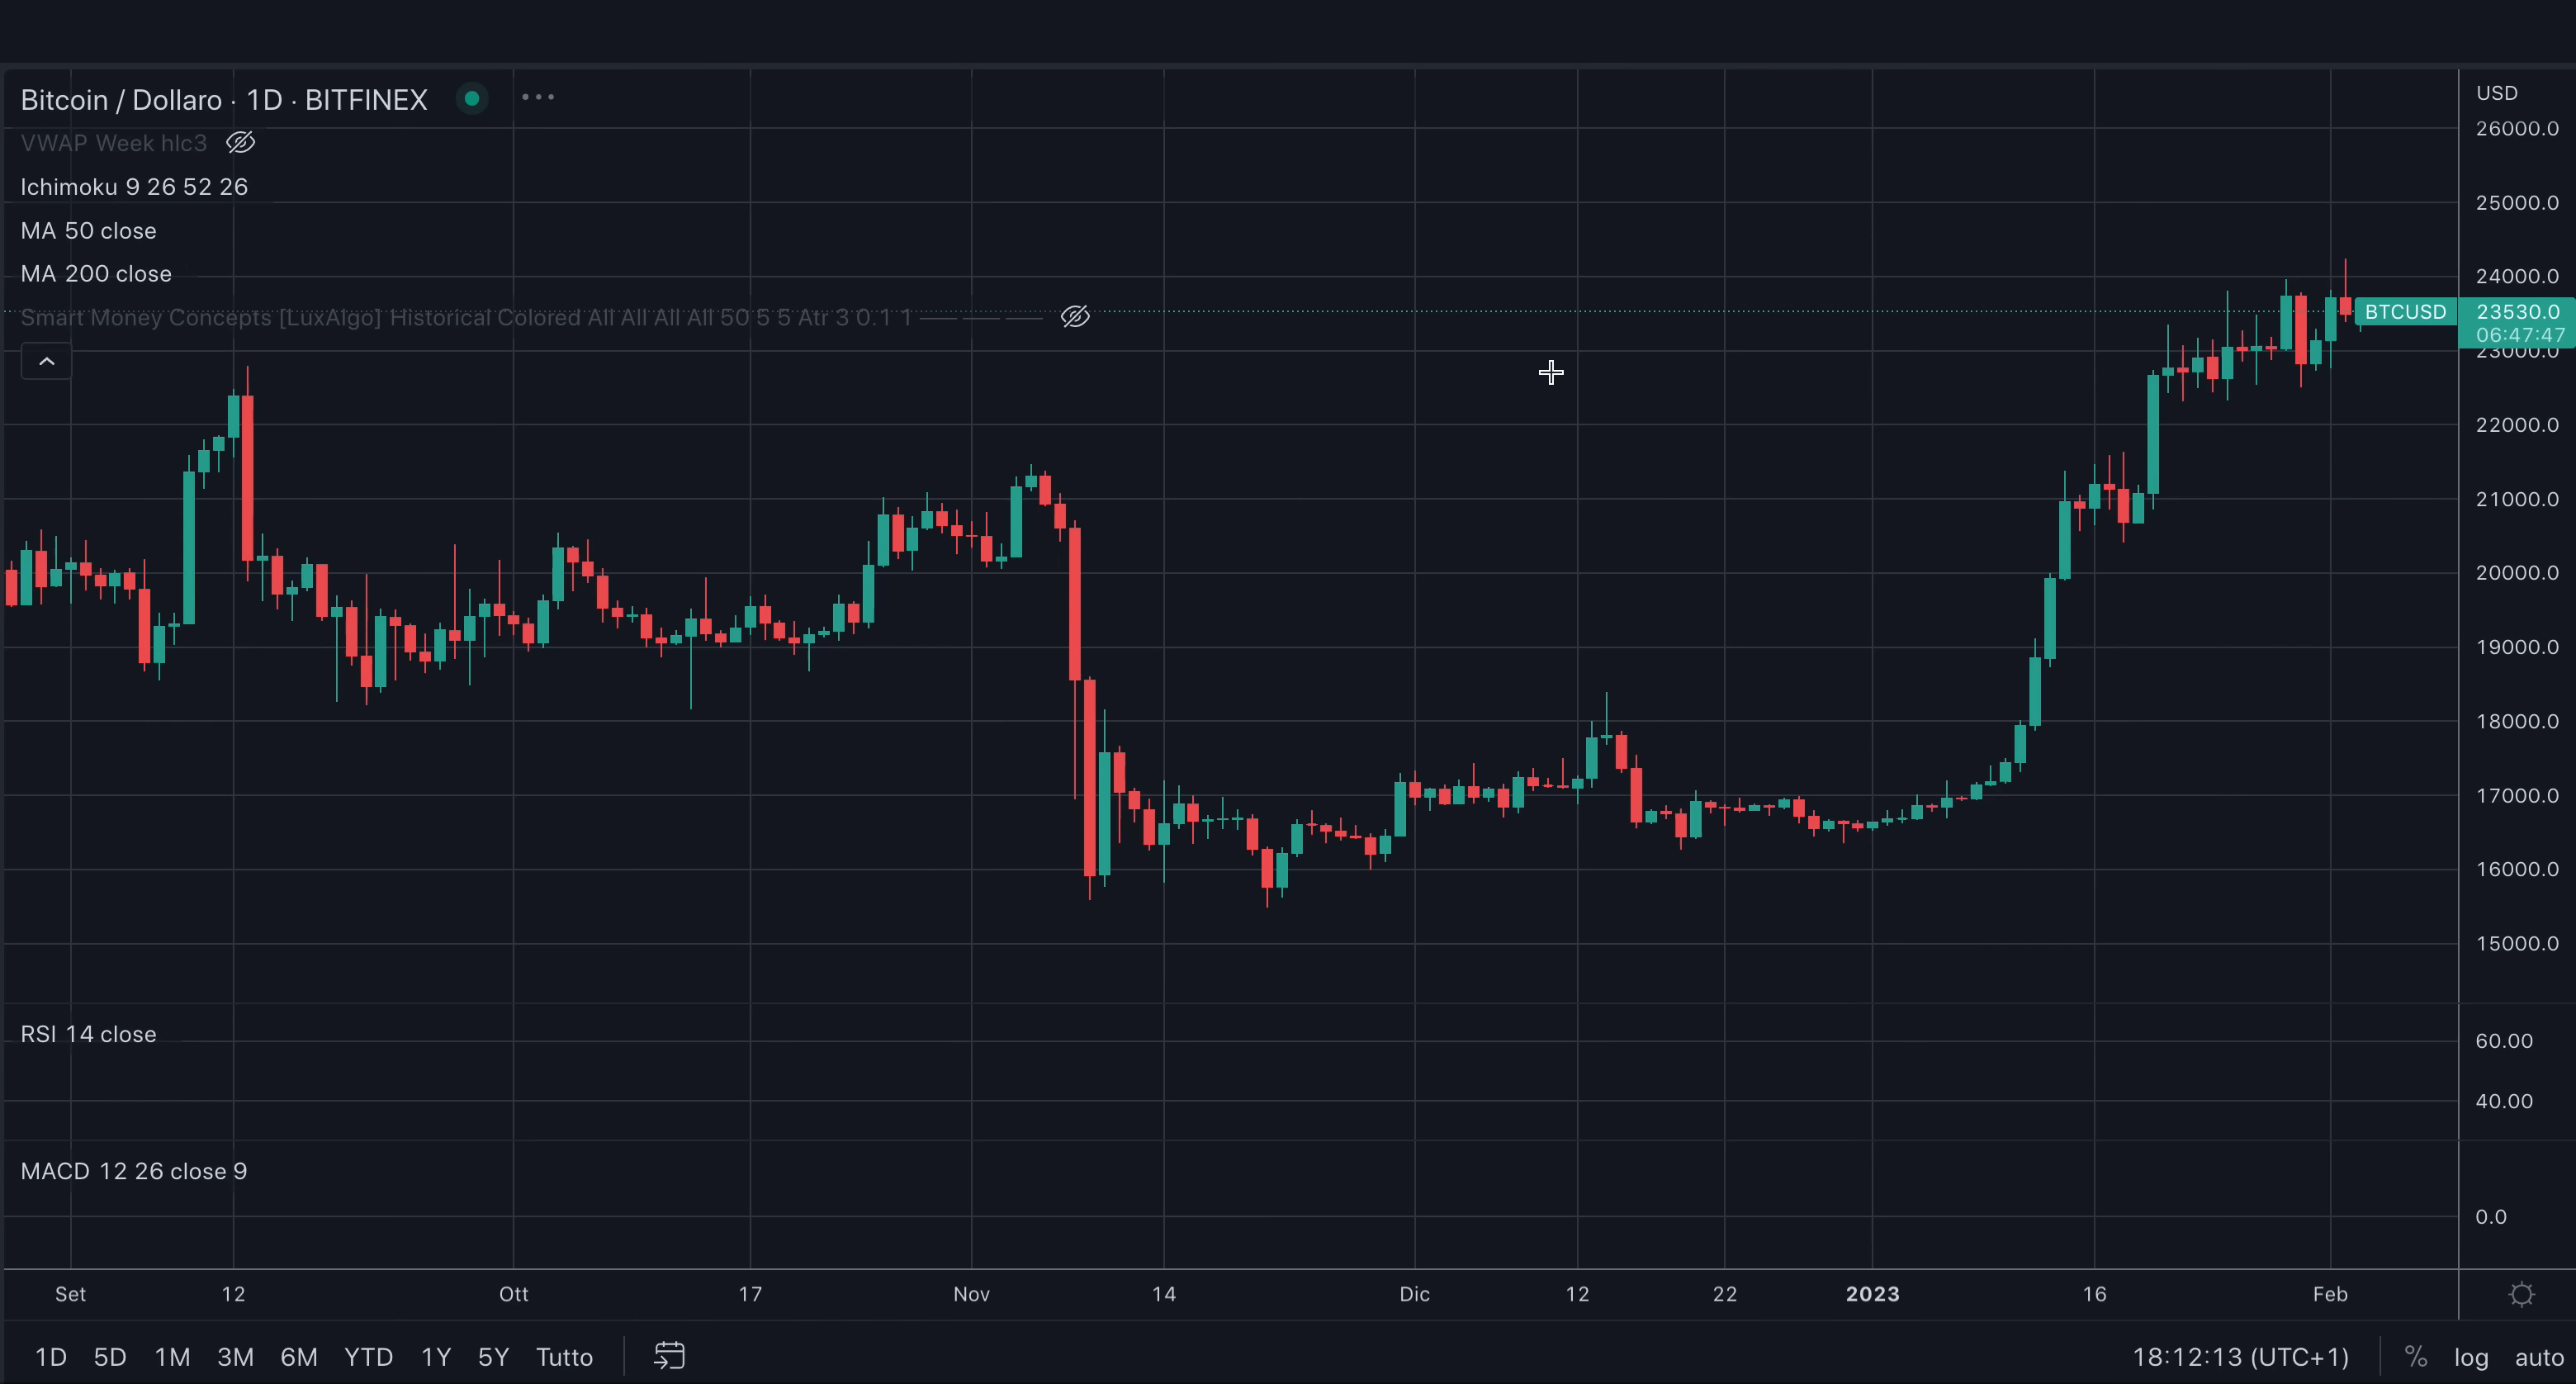 Bitcoin / Dollaro · 1D · BITFINEX
VWAP Week hlc3
Ichimoku 9 26 52 26
MA 50 close
MA 200 close
Smart Money Concepts [LuxAlgo] Historical Colored All All All All 50 5 5 Atr 3 0.1 1
USD
26000.0
25000.0
24000.0
BTCUSD 23530.0
06:47:47
23000.0
22000.0
21000.0
20000.0
19000.0
18000.0
17000.0
16000.0
15000.0
RSI 14 close
60.00
40.00
MACD 12 26 close 9
0.0
Set 12 Ott 17 Nov 14 Dic 12 22 2023 16 Feb
1D 5D 1M 3M 6M YTD 1Y 5Y Tutto 18:12:13 (UTC+1) % log auto